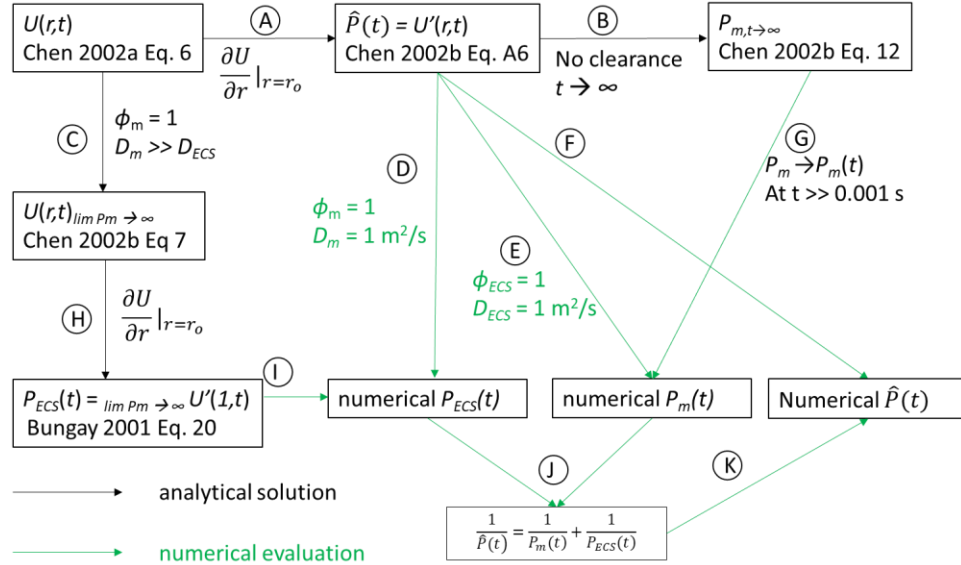 U(r,t)
Chen 2002a Eq. 6
A
∂U/∂r |r=rₒ
P̂(t) = U'(r,t)
Chen 2002b Eq. A6
B
No clearance
t → ∞
Pm,t→∞
Chen 2002b Eq. 12
C
ϕm = 1
Dm >> DECS
D
ϕm = 1
Dm = 1 m²/s
E
ϕECS = 1
DECS = 1 m²/s
F
G
Pm → Pm(t)
At t >> 0.001 s
U(r,t)lim Pm → ∞
Chen 2002b Eq 7
H
∂U/∂r |r=rₒ
I
PECS(t) = lim Pm → ∞ U'(1,t)
Bungay 2001 Eq. 20
numerical PECS(t)
numerical Pm(t)
Numerical P̂(t)
J
K
1/P̂(t) = 1/Pm(t) + 1/PECS(t)
analytical solution
numerical evaluation